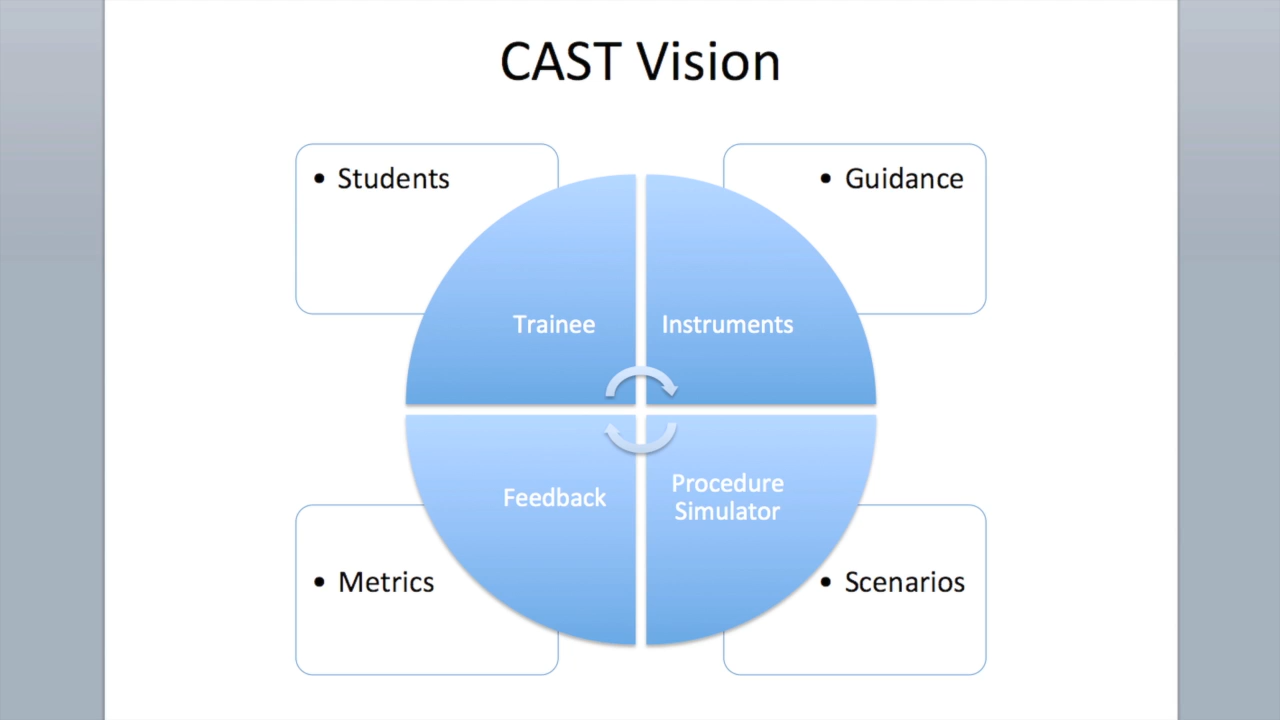 CAST Vision
• Students
• Guidance
Trainee
Instruments
Feedback
Procedure
Simulator
• Metrics
• Scenarios